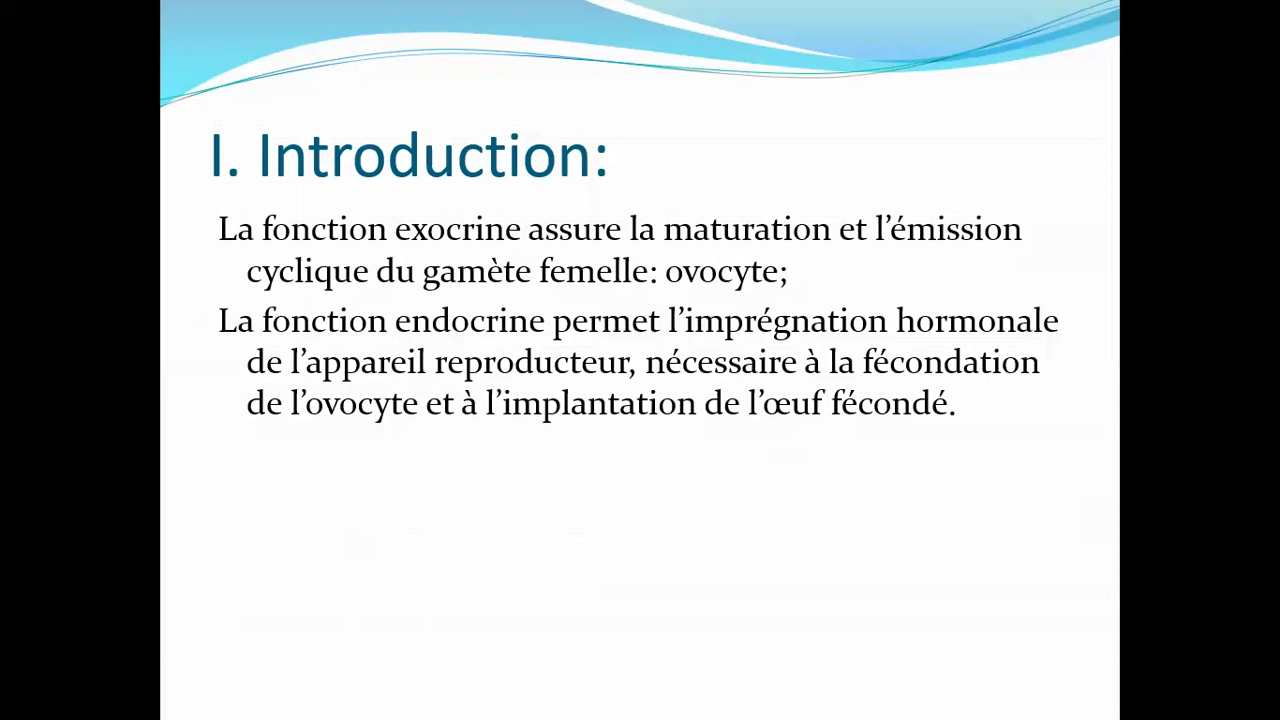 I. Introduction:
La fonction exocrine assure la maturation et l’émission
cyclique du gamète femelle: ovocyte;
La fonction endocrine permet l’imprégnation hormonale
de l’appareil reproducteur, nécessaire à la fécondation
de l’ovocyte et à l’implantation de l’œuf fécondé.